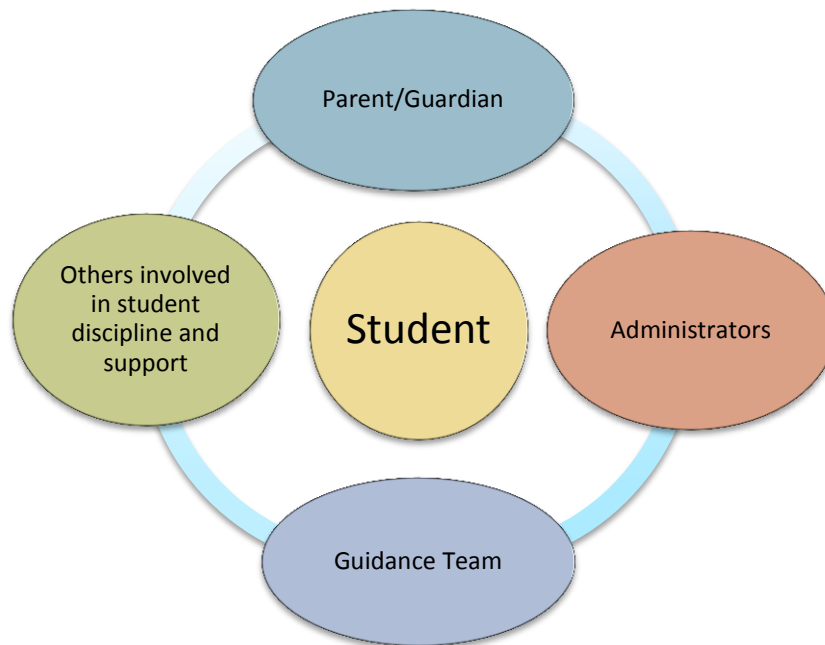 Parent/Guardian
Others involved
in student
discipline and
support
Student
Administrators
Guidance Team